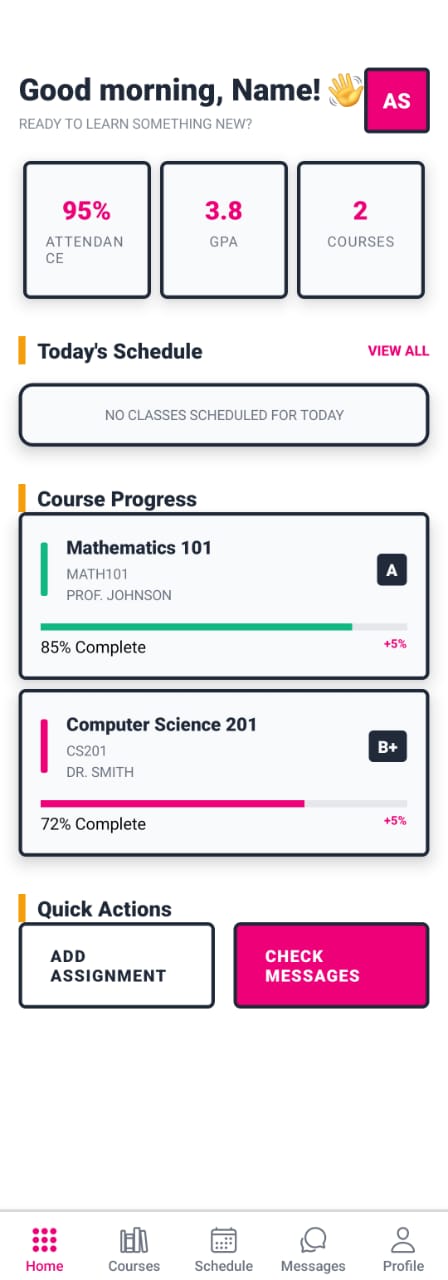 Good morning, Name! 👋
AS
READY TO LEARN SOMETHING NEW?
95%
ATTENDAN
CE
3.8
GPA
2
COURSES
Today's Schedule
VIEW ALL
NO CLASSES SCHEDULED FOR TODAY
Course Progress
Mathematics 101
MATH101
PROF. JOHNSON
A
85% Complete
+5%
Computer Science 201
CS201
DR. SMITH
B+
72% Complete
+5%
Quick Actions
ADD
ASSIGNMENT
CHECK
MESSAGES
Home
Courses
Schedule
Messages
Profile